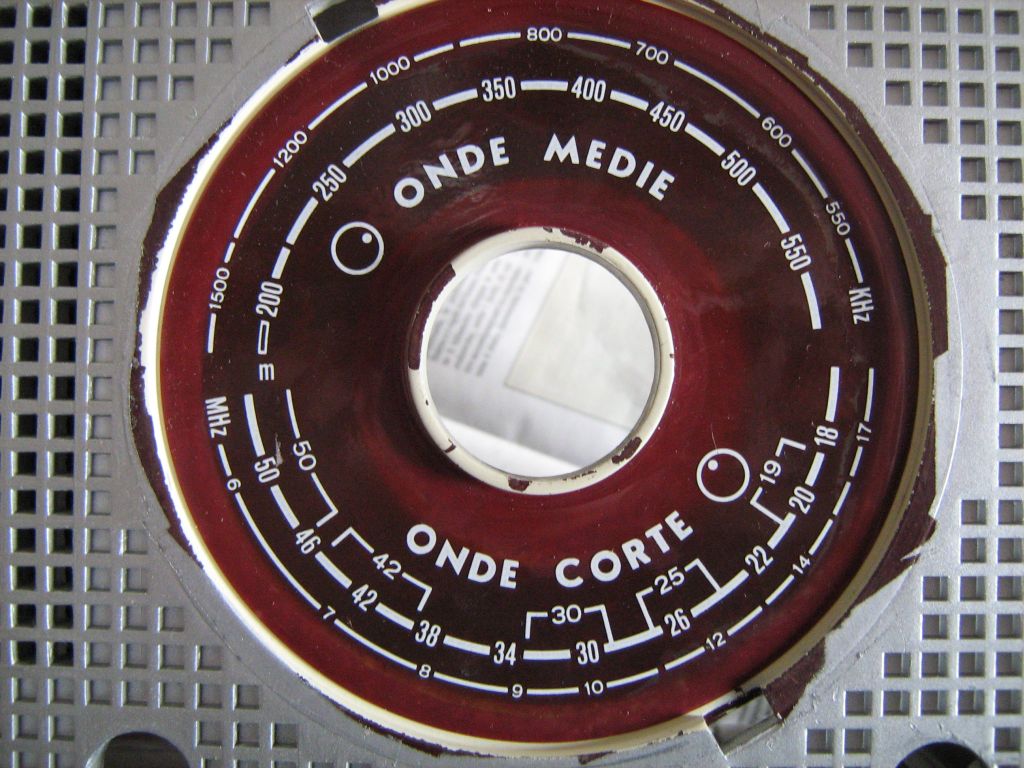 1500 1200 1000 800 700 600 550 KHz
m 200 250 300 350 400 450 500 550
ONDE MEDIE
ONDE CORTE
50 42 30 25 19
50 46 42 38 34 30 26 22 20 18
MHz 6 7 8 9 10 12 14 17